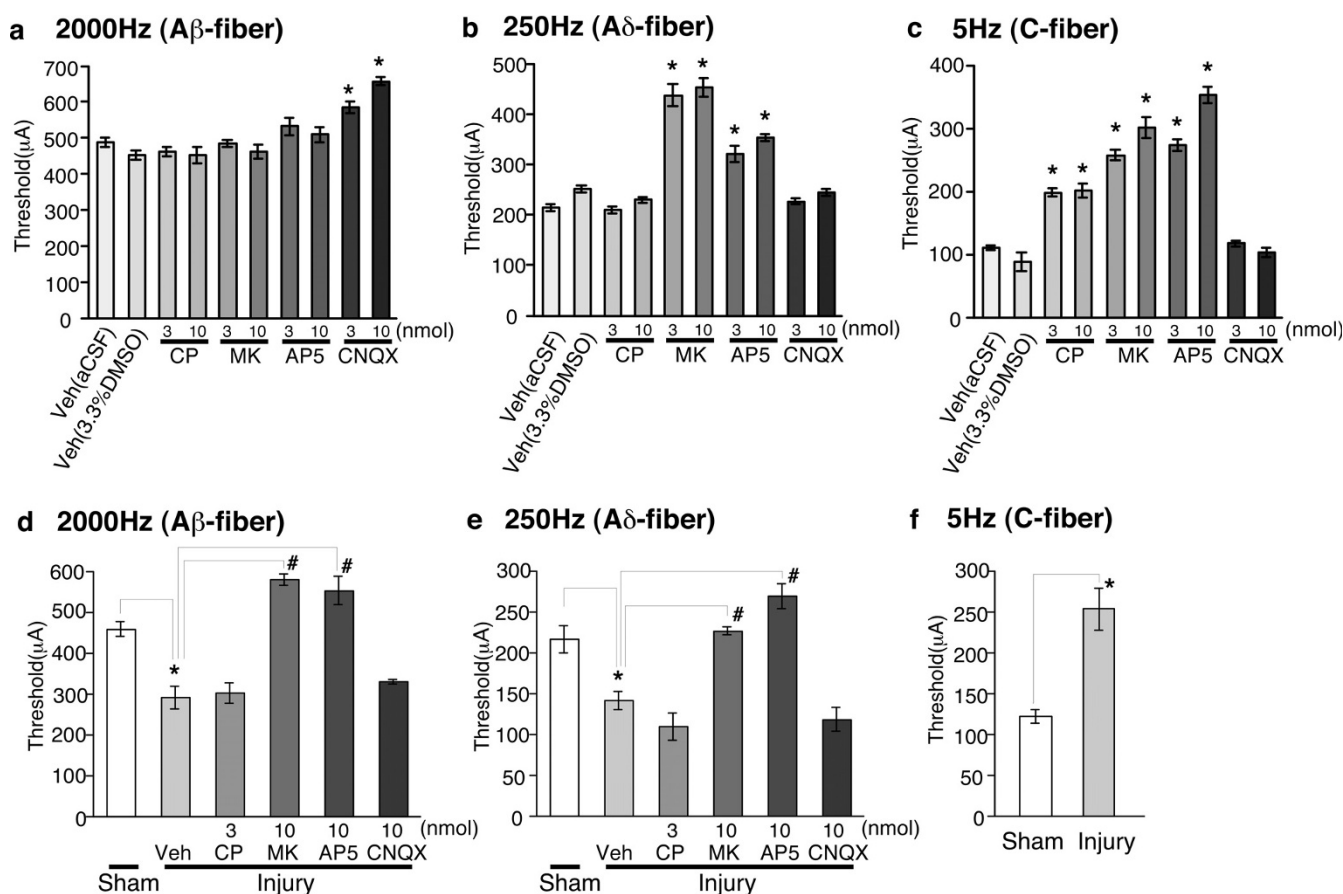 a 2000Hz (Aβ-fiber)
Threshold(μA)
700
600
500
400
300
200
100
0
* *
3 10 3 10 3 10 3 10 (nmol)
Veh(aCSF) Veh(3.3%DMSO) CP MK AP5 CNQX
b 250Hz (Aδ-fiber)
Threshold(μA)
500
400
300
200
100
0
* * * *
3 10 3 10 3 10 3 10 (nmol)
Veh(aCSF) Veh(3.3%DMSO) CP MK AP5 CNQX
c 5Hz (C-fiber)
Threshold(μA)
400
300
200
100
0
* * * * * *
3 10 3 10 3 10 3 10 (nmol)
Veh(aCSF) Veh(3.3%DMSO) CP MK AP5 CNQX
d 2000Hz (Aβ-fiber)
Threshold(μA)
600
500
400
300
200
100
0
* # #
3 10 10 10 (nmol)
Veh CP MK AP5 CNQX
Sham Injury
e 250Hz (Aδ-fiber)
Threshold(μA)
300
250
200
150
100
50
0
* # #
3 10 10 10 (nmol)
Veh CP MK AP5 CNQX
Sham Injury
f 5Hz (C-fiber)
Threshold(μA)
300
250
200
150
100
50
0
*
Sham Injury